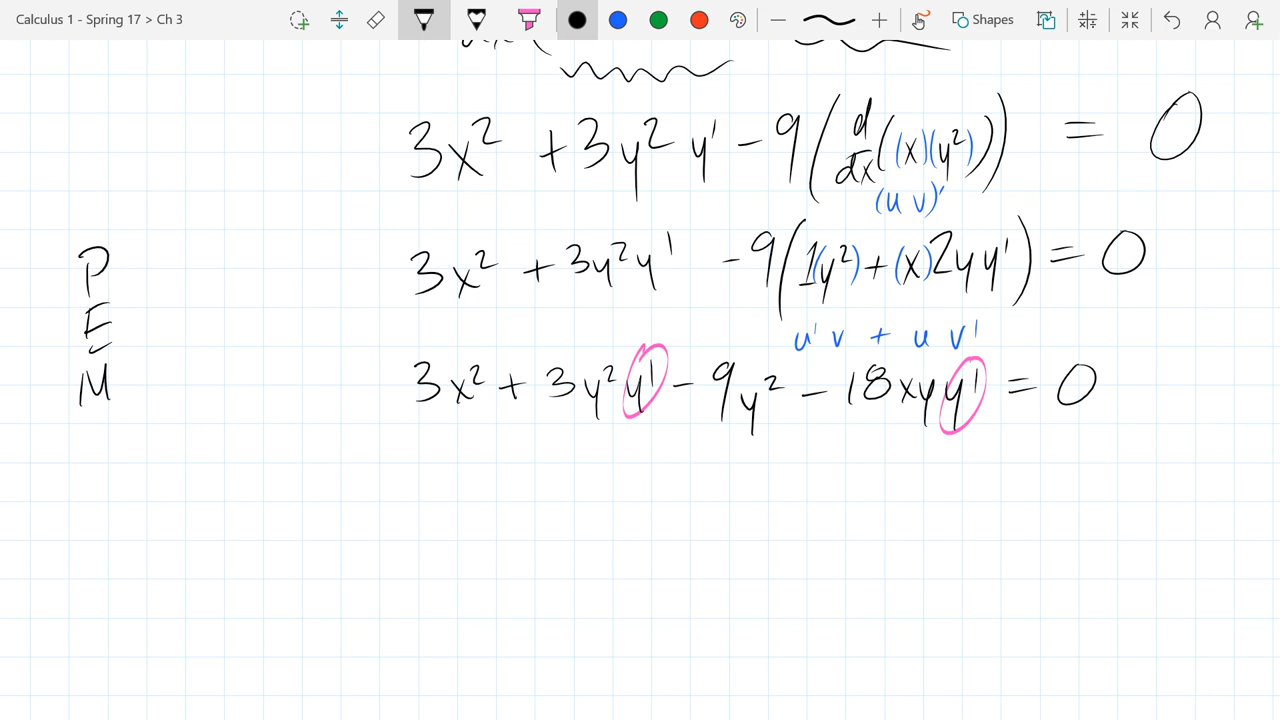 Calculus 1 - Spring 17 > Ch 3
Shapes
3x² + 3y² y' - 9(d/dx((x)(y²))) = 0
(u v)'
3x² + 3y²y' - 9(1(y²) + (x)2yy') = 0
u'v + u v'
3x² + 3y²y' - 9y² - 18xyy' = 0
P
E
M